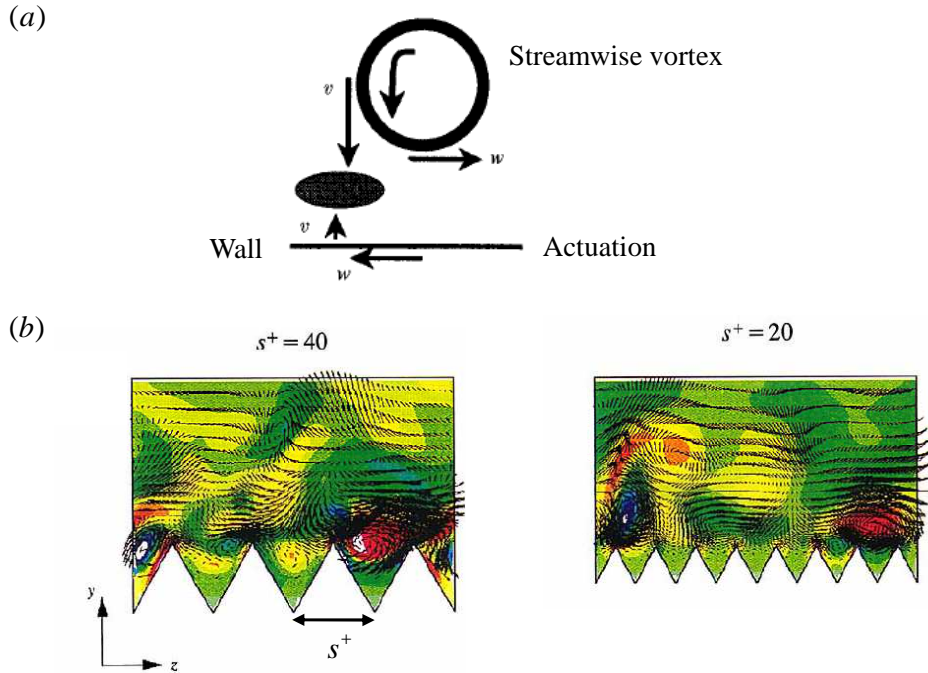 (a)
Streamwise vortex
v
w
v
Wall
Actuation
w
(b)
s⁺ = 40
s⁺ = 20
y
z
s⁺